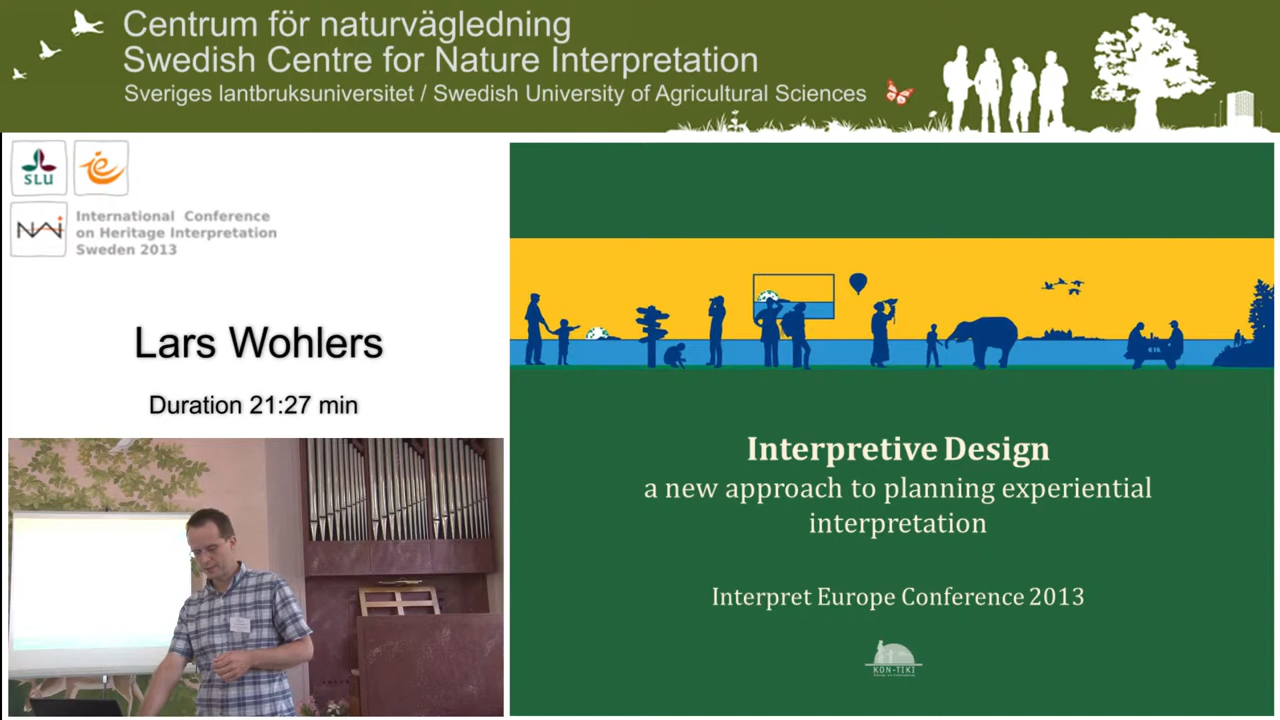 Centrum för naturvägledning
Swedish Centre for Nature Interpretation
Sveriges lantbruksuniversitet / Swedish University of Agricultural Sciences
SLU
ie
NAI
International Conference
on Heritage Interpretation
Sweden 2013
Lars Wohlers
Duration 21:27 min
Interpretive Design
a new approach to planning experiential
interpretation
Interpret Europe Conference 2013
KON-TIKI